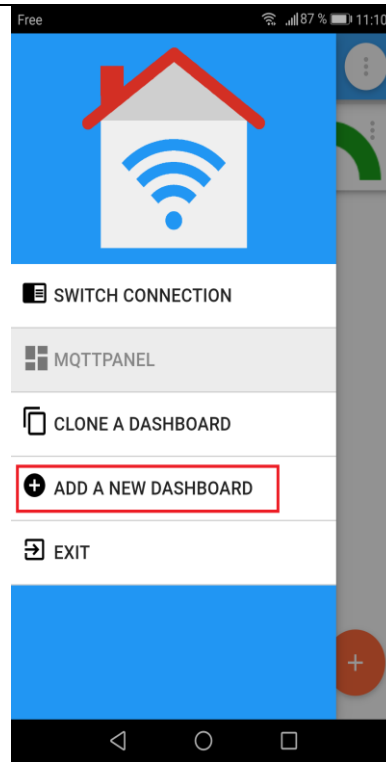 Free 87 % 11:10
SWITCH CONNECTION
MQTTPANEL
CLONE A DASHBOARD
ADD A NEW DASHBOARD
EXIT